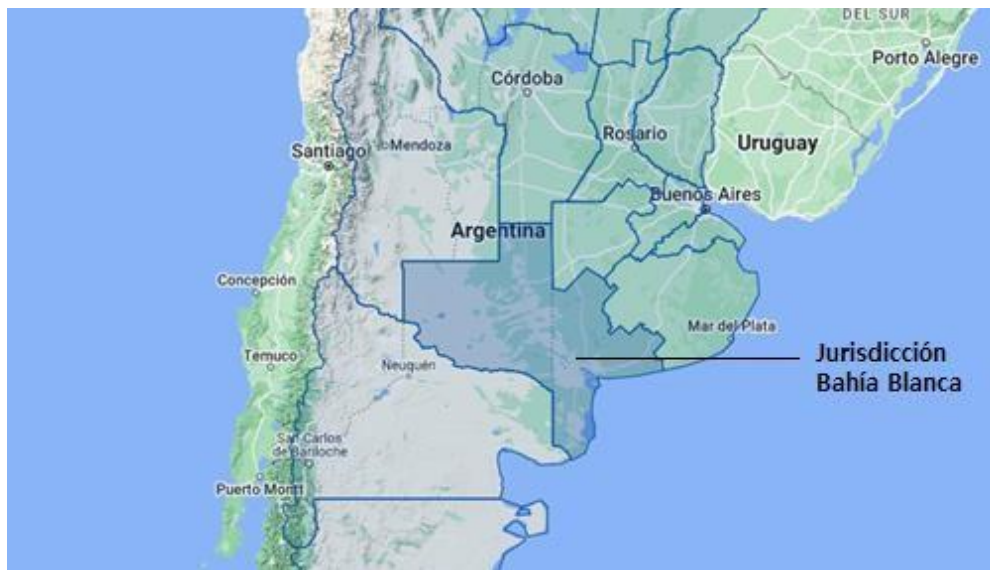 DEL SUR
Porto Alegre
Córdoba
Rosario
Uruguay
Mendoza
Santiago
Buenos Aires
Argentina
Concepción
Mar del Plata
Jurisdicción
Bahía Blanca
Temuco
Neuquén
San Carlos
de Bariloche
Puerto Montt